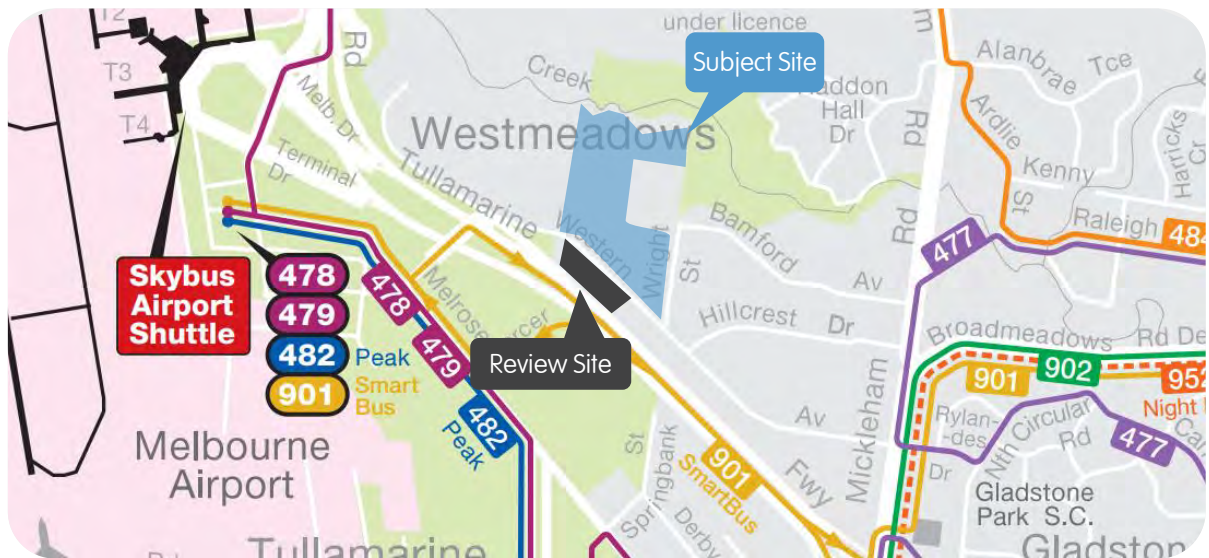 T2
T3
T4
Rd
Melb. Dr
Terminal
Dr
Creek
under licence
Subject Site
Haddon
Hall
Dr
Westmeadows
Tullamarine
Western
Wright
St
Bamford
Av
Hillcrest Dr
Av
Rd
Rd
Mickleham
Alanbrae Tce
Ardlie
St
Kenny
Harricks
Cr
Raleigh
484
477
Skybus
Airport
Shuttle
478
479
482 Peak
901 Smart
Bus
478
479
482
Peak
Melrose
Review Site
Melbourne
Airport
Tullamarine
St
Springbank
Derby
901
SmartBus
Fwy
Broadmeadows Rd
901
902
952
Night
Rylan-
-des
Dr
Nth Circular
Rd
477
Gladstone
Park S.C.